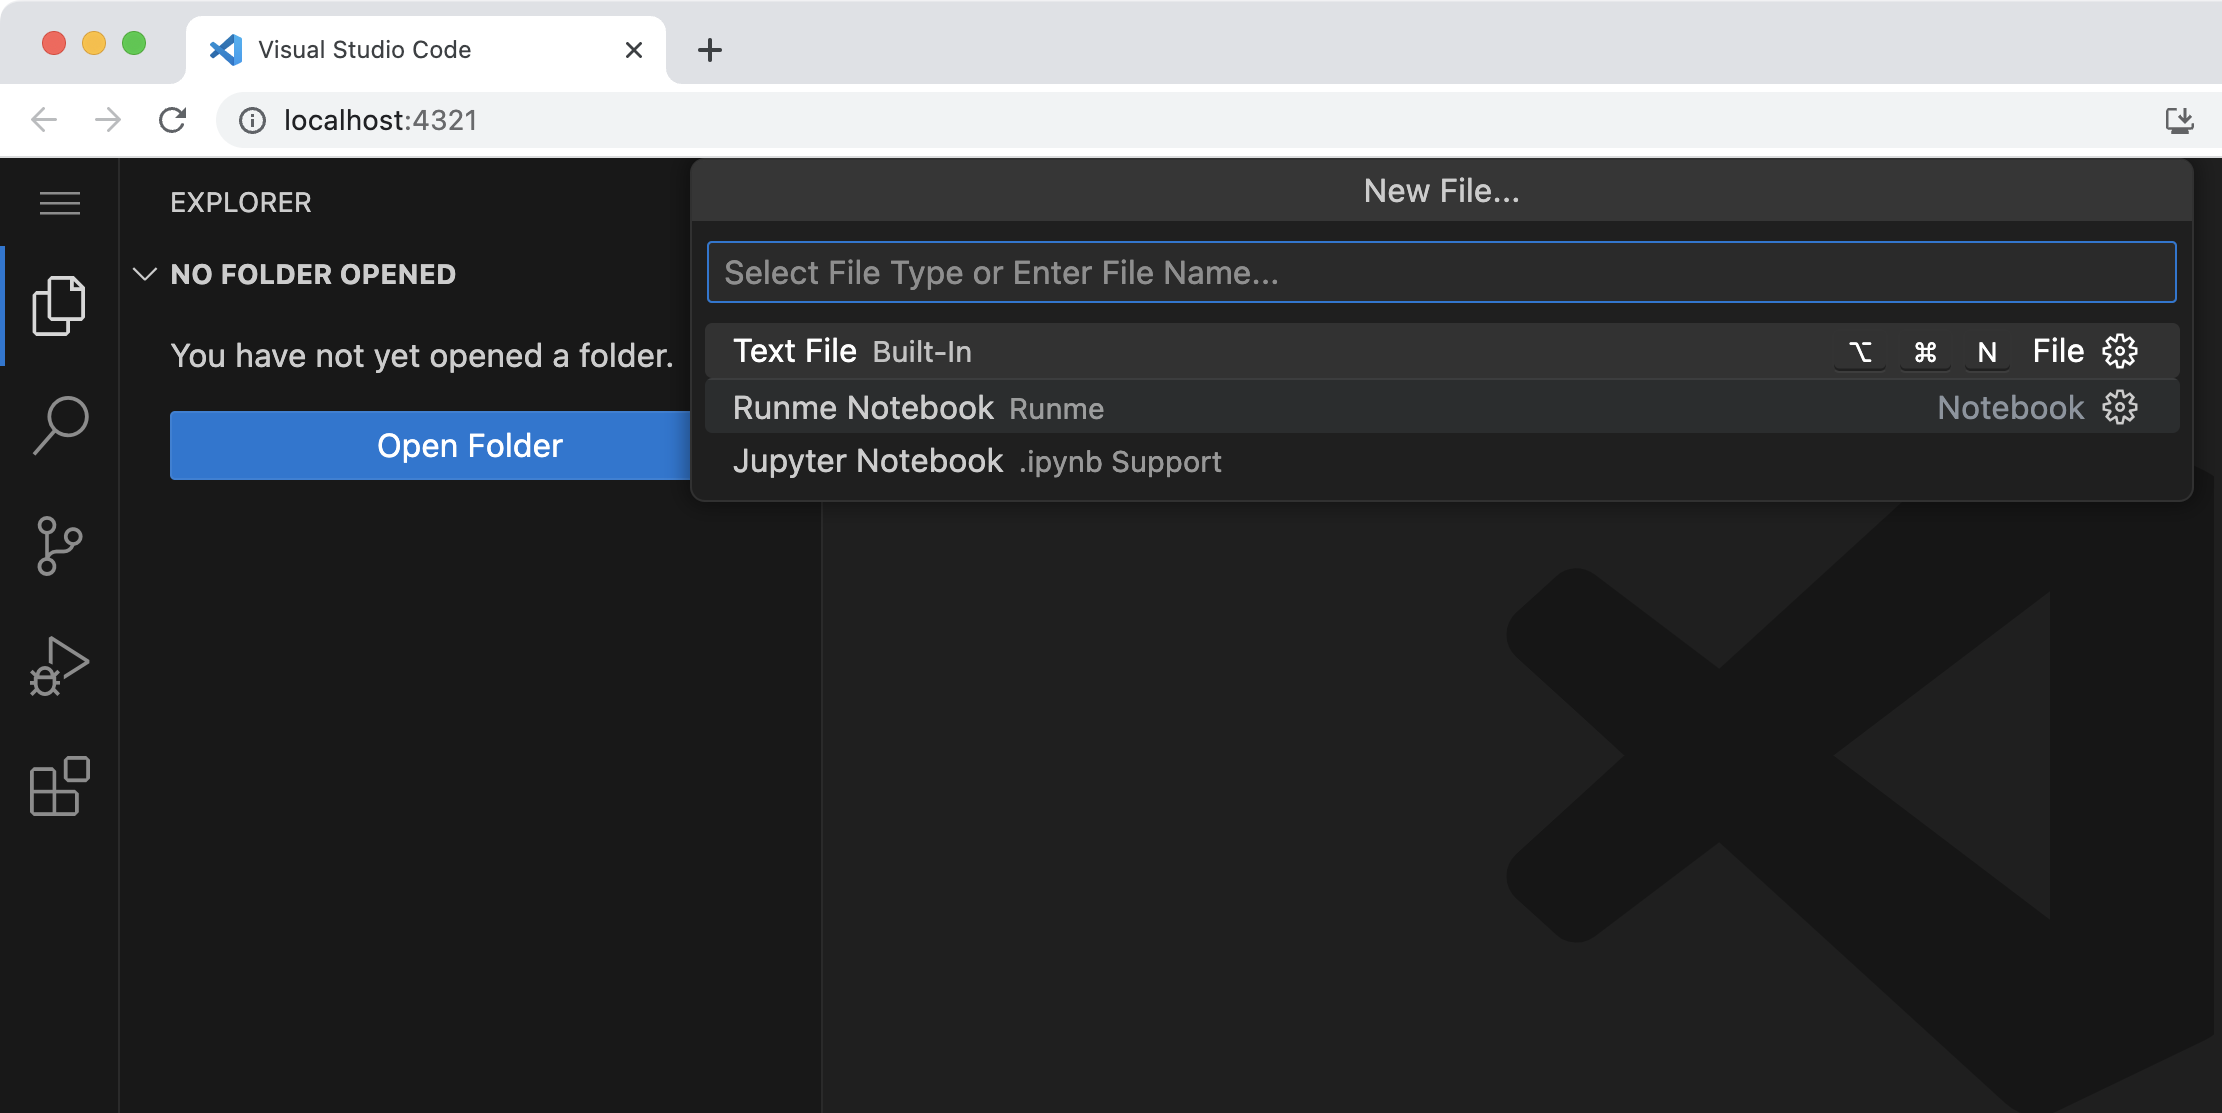 Visual Studio Code
localhost:4321
EXPLORER
NO FOLDER OPENED
You have not yet opened a folder.
Open Folder
New File...
Select File Type or Enter File Name...
Text File Built-In ⌥ ⌘ N File
Runme Notebook Runme Notebook
Jupyter Notebook .ipynb Support